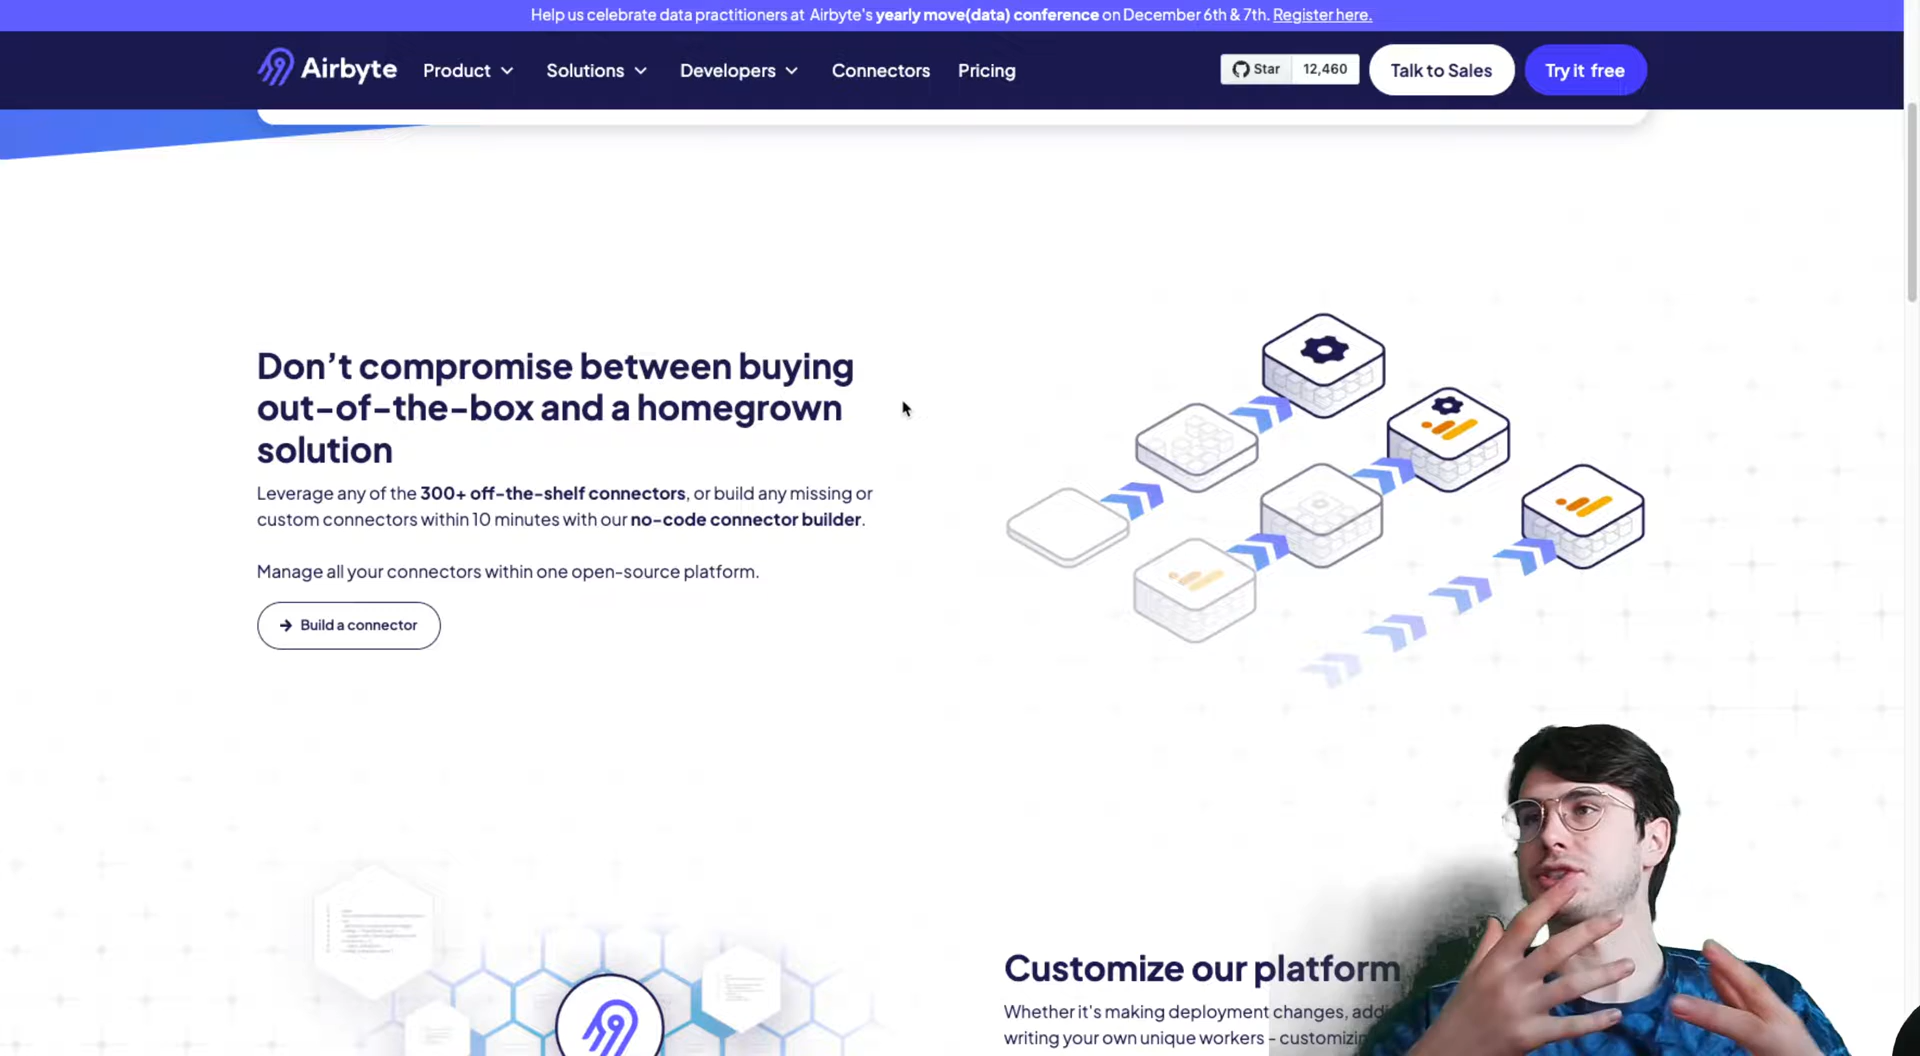 Help us celebrate data practitioners at Airbyte's yearly move(data) conference on December 6th & 7th. Register here.
Airbyte Product Solutions Developers Connectors Pricing Star 12,460 Talk to Sales Try it free
Don’t compromise between buying
out-of-the-box and a homegrown
solution
Leverage any of the 300+ off-the-shelf connectors, or build any missing or
custom connectors within 10 minutes with our no-code connector builder.
Manage all your connectors within one open-source platform.
→ Build a connector
Customize our platform
Whether it's making deployment changes,
writing your own unique workers -